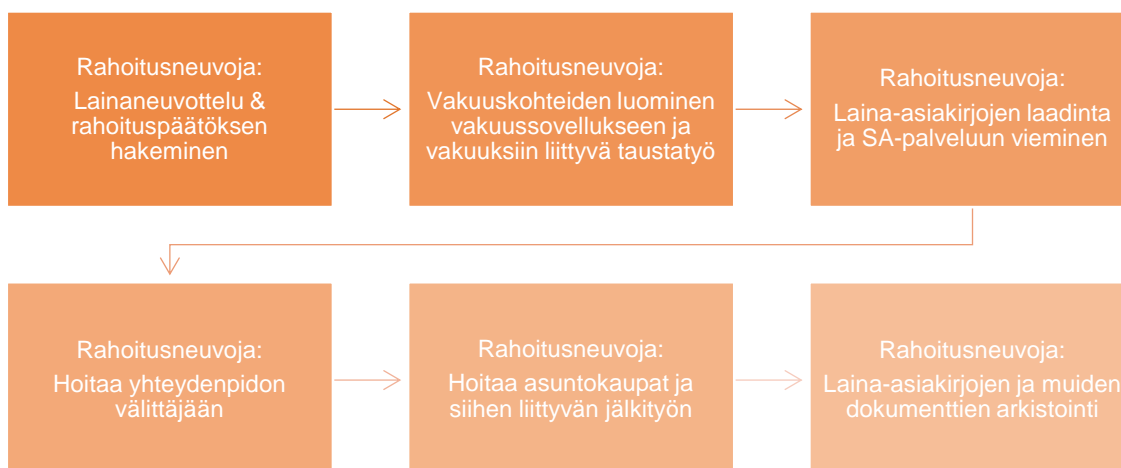 Rahoitusneuvoja:
Lainaneuvottelu &
rahoituspäätöksen
hakeminen
Rahoitusneuvoja:
Vakuuskohteiden luominen
vakuussovellukseen ja
vakuuksiin liittyvä taustatyö
Rahoitusneuvoja:
Laina-asiakirjojen laadinta
ja SA-palveluun vieminen
Rahoitusneuvoja:
Hoitaa yhteydenpidon
välittäjään
Rahoitusneuvoja:
Hoitaa asuntokaupat ja
siihen liittyvän jälkityön
Rahoitusneuvoja:
Laina-asiakirjojen ja muiden
dokumenttien arkistointi